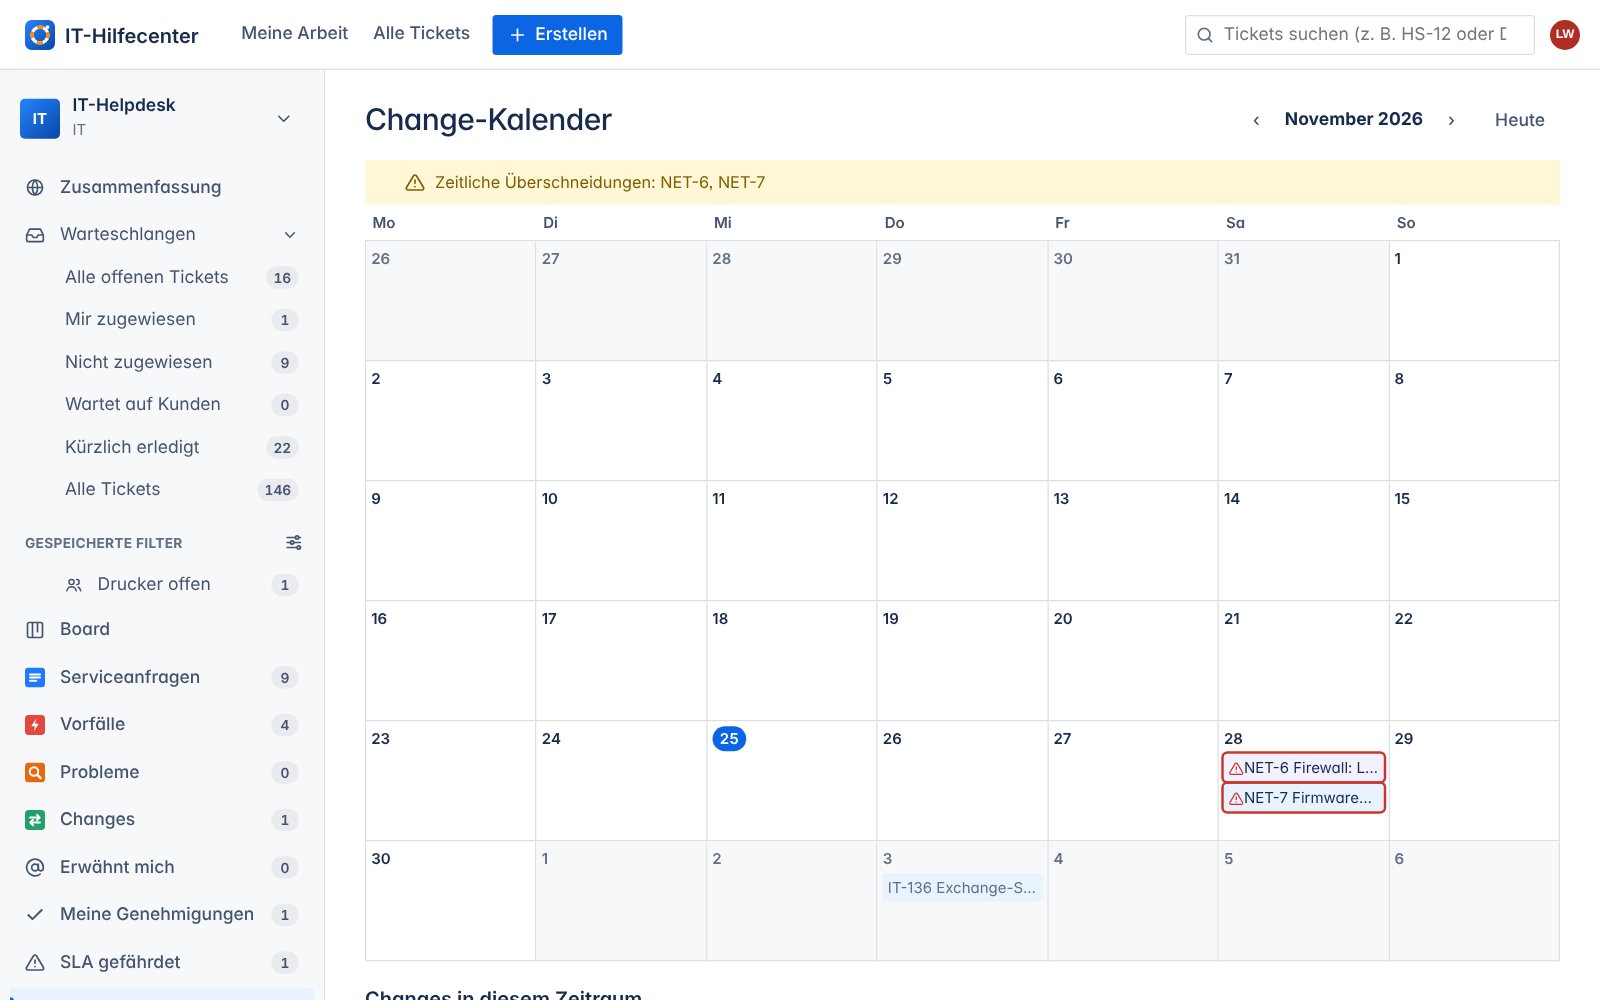 IT-Hilfecenter
Meine Arbeit
Alle Tickets
Erstellen
Tickets suchen (z. B. HS-12 oder D
LW
IT
IT-Helpdesk
IT
Zusammenfassung
Warteschlangen
Alle offenen Tickets 16
Mir zugewiesen 1
Nicht zugewiesen 9
Wartet auf Kunden 0
Kürzlich erledigt 22
Alle Tickets 146
GESPEICHERTE FILTER
Drucker offen 1
Board
Serviceanfragen 9
Vorfälle 4
Probleme 0
Changes 1
Erwähnt mich 0
Meine Genehmigungen 1
SLA gefährdet 1
Change-Kalender
‹ November 2026 › Heute
Zeitliche Überschneidungen: NET-6, NET-7
Mo Di Mi Do Fr Sa So
26 27 28 29 30 31 1
2 3 4 5 6 7 8
9 10 11 12 13 14 15
16 17 18 19 20 21 22
23 24 25 26 27 28 29
NET-6 Firewall: L...
NET-7 Firmware...
30 1 2 3 4 5 6
IT-136 Exchange-S...
Changes in diesem Zeitraum